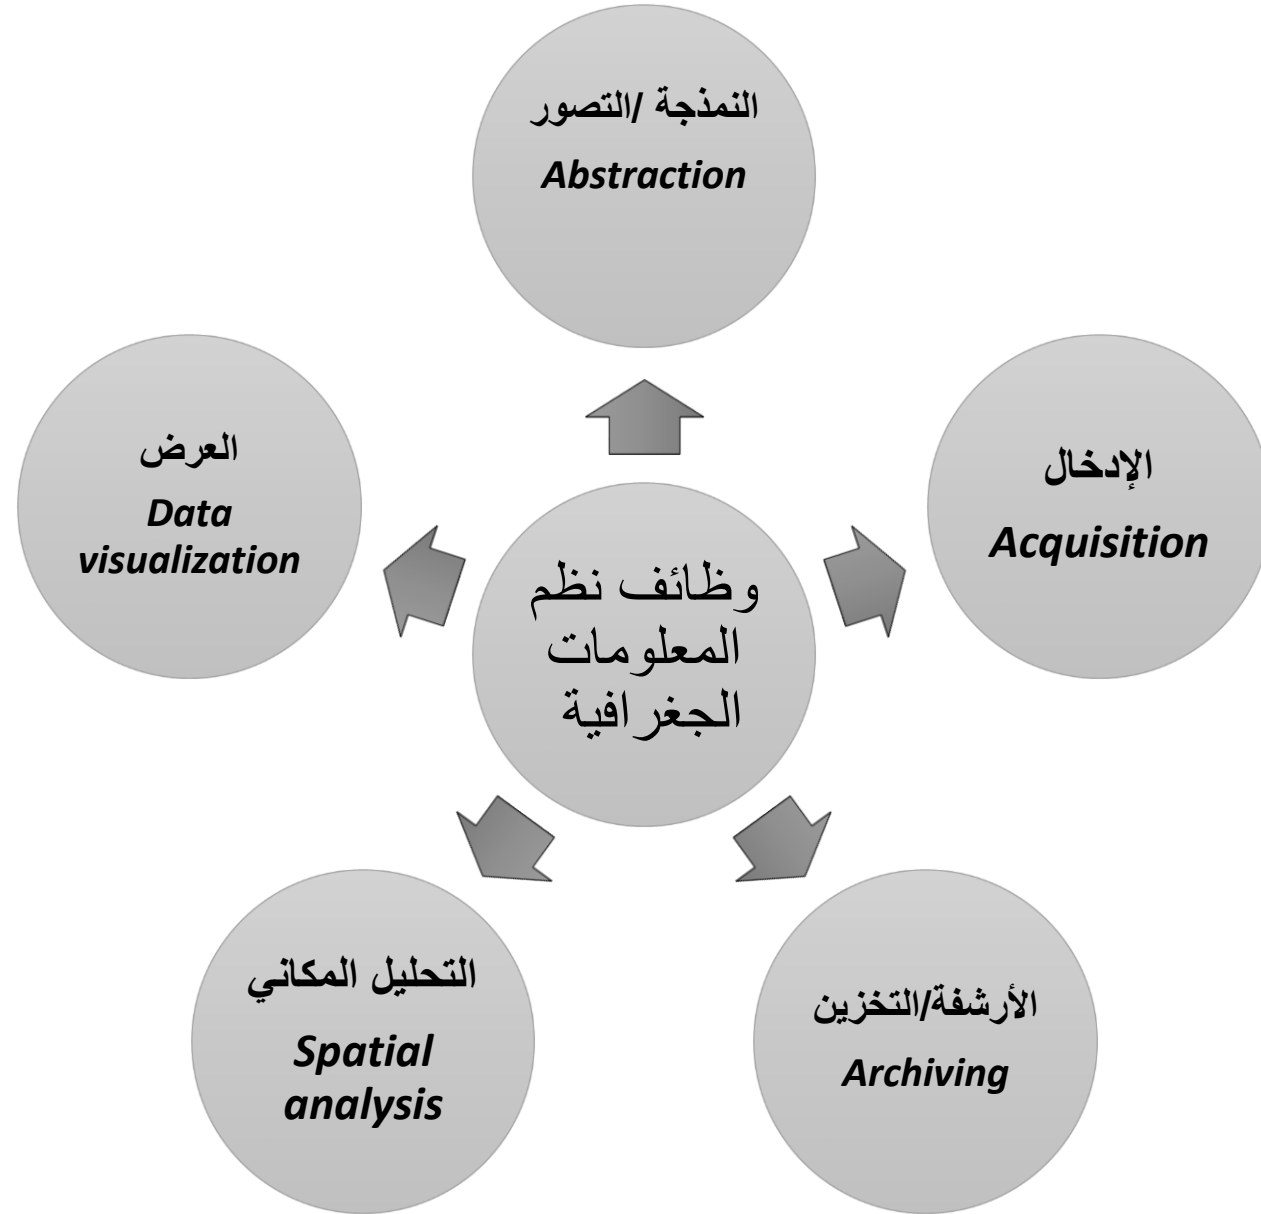 النمذجة /التصور
Abstraction
العرض
Data
visualization
الإدخال
Acquisition
وظائف نظم
المعلومات
الجغرافية
التحليل المكاني
Spatial
analysis
الأرشفة/التخزين
Archiving